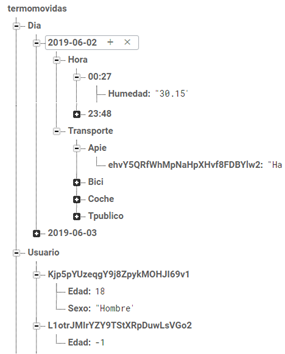 termomovidas
Dia
2019-06-02 + ×
Hora
00:27
Humedad: "30.15"
23:48
Transporte
Apie
ehvY5QRfWhMpNaHpXHvf8FDBYlw2: "Ha
Bici
Coche
Tpublico
2019-06-03
Usuario
Kjp5pYUzeqgY9j8ZpykMOHJI69v1
Edad: 18
Sexo: "Hombre"
L1otrJMIrYZY9TStXRpDuwLsVGo2
Edad: -1